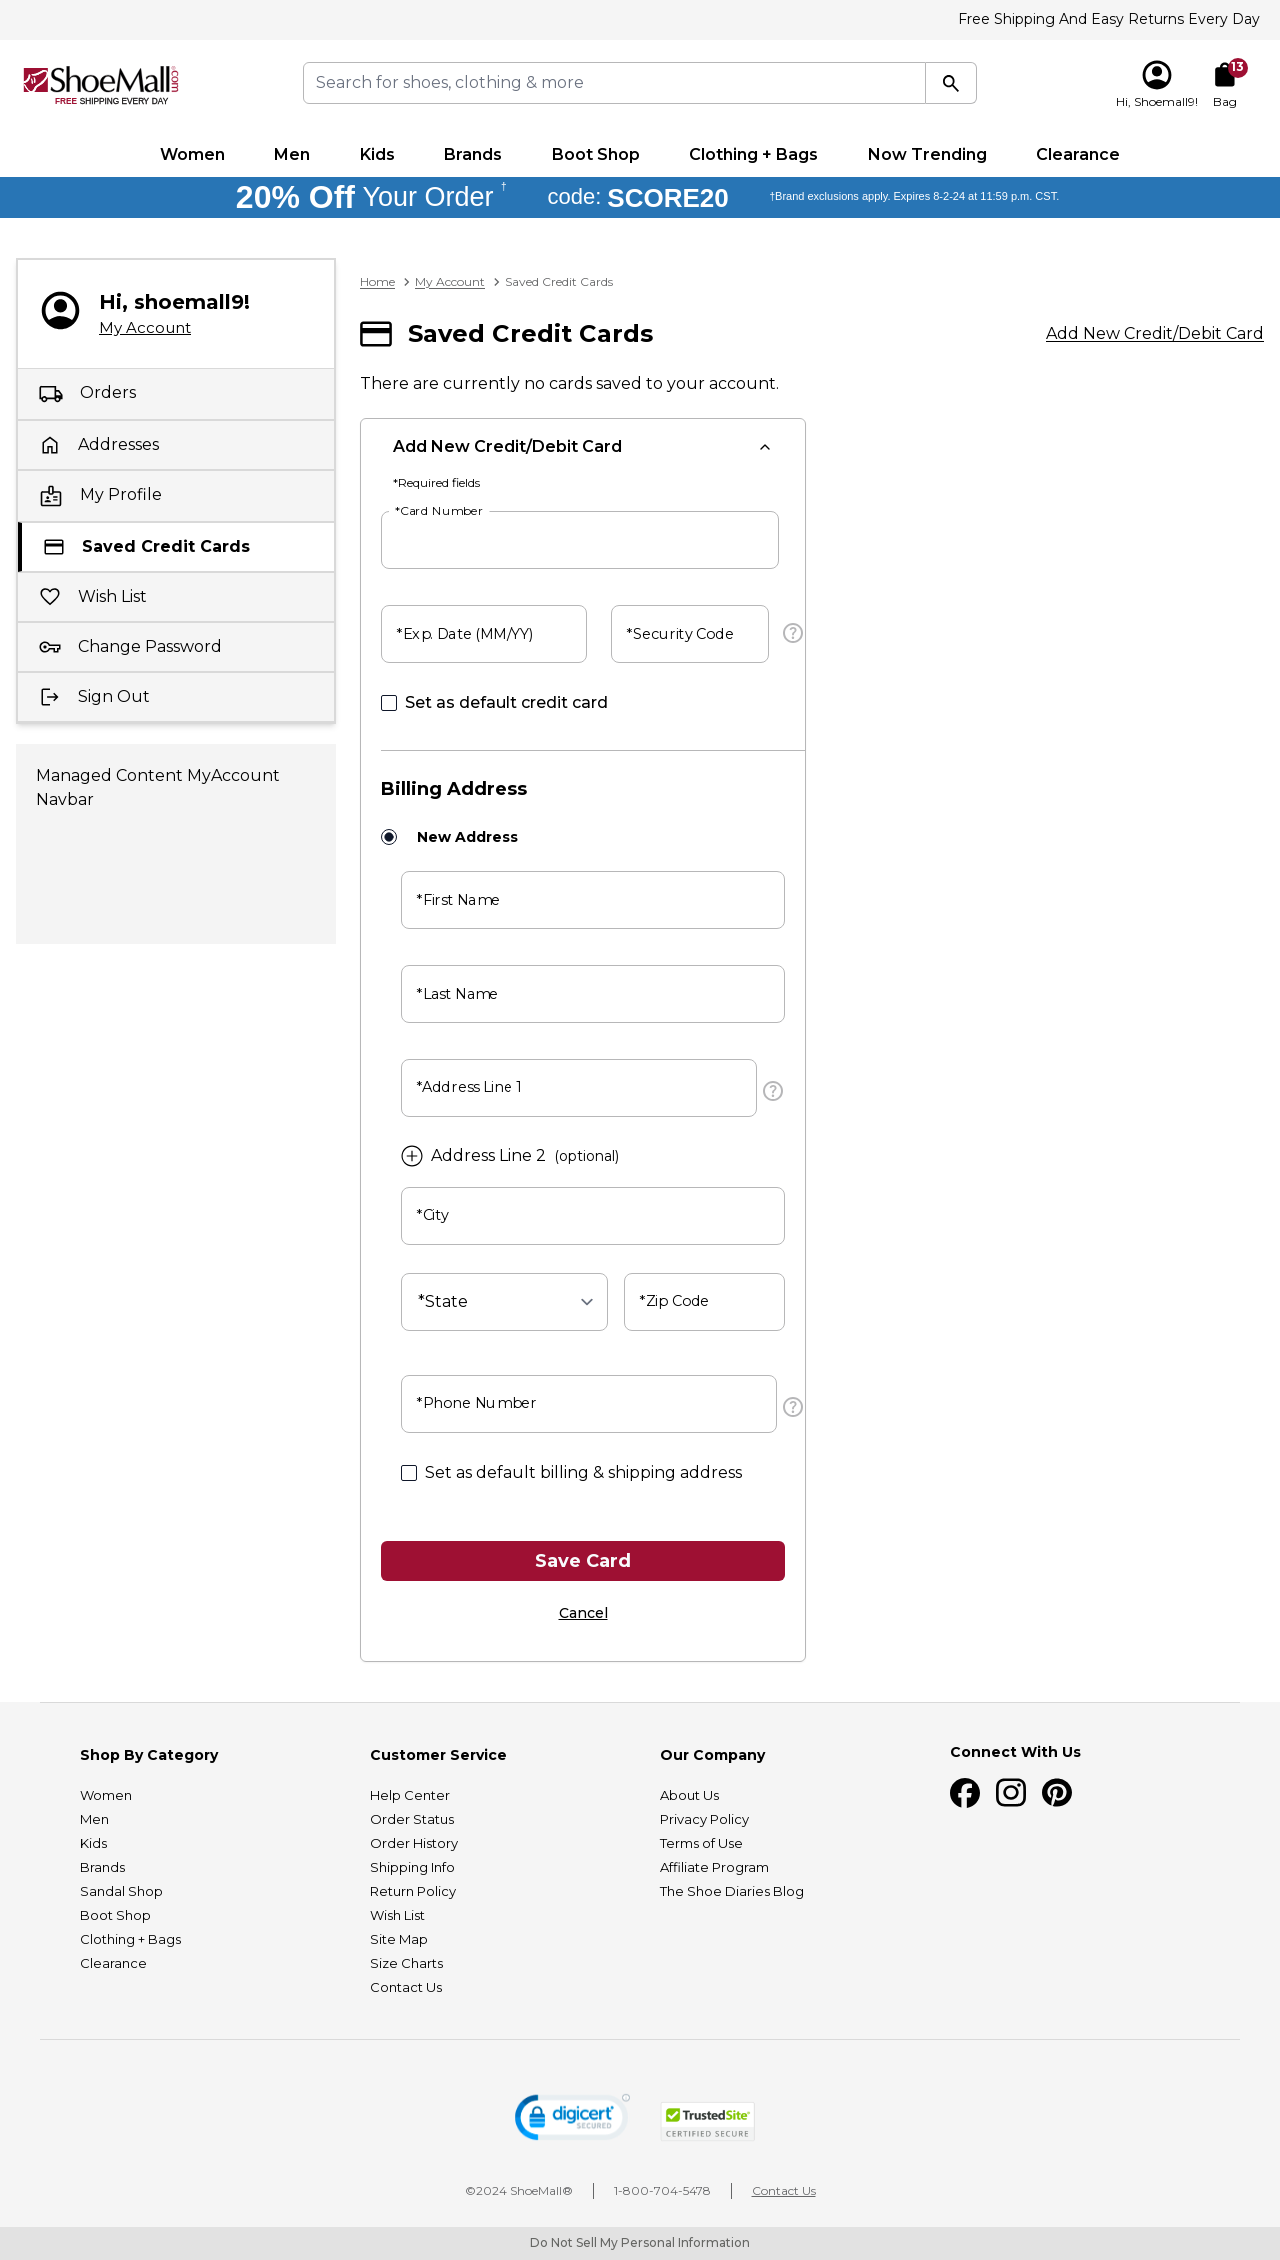 Free Shipping And Easy Returns Every Day
ShoeMall.com
FREE SHIPPING EVERY DAY
Search for shoes, clothing & more
13
Hi, Shoemall9!
Bag
Women Men Kids Brands Boot Shop Clothing + Bags Now Trending Clearance
20% Off Your Order † code: SCORE20 †Brand exclusions apply. Expires 8-2-24 at 11:59 p.m. CST.
Hi, shoemall9!
My Account
Orders
Addresses
My Profile
Saved Credit Cards
Wish List
Change Password
Sign Out
Managed Content MyAccount
Navbar
Home My Account Saved Credit Cards
Saved Credit Cards
Add New Credit/Debit Card
There are currently no cards saved to your account.
Add New Credit/Debit Card
*Required fields
*Card Number
*Exp. Date (MM/YY)
*Security Code
?
Set as default credit card
Billing Address
New Address
*First Name
*Last Name
*Address Line 1
?
Address Line 2 (optional)
*City
*State
*Zip Code
*Phone Number
?
Set as default billing & shipping address
Save Card
Cancel
Shop By Category
Women
Men
Kids
Brands
Sandal Shop
Boot Shop
Clothing + Bags
Clearance
Customer Service
Help Center
Order Status
Order History
Shipping Info
Return Policy
Wish List
Site Map
Size Charts
Contact Us
Our Company
About Us
Privacy Policy
Terms of Use
Affiliate Program
The Shoe Diaries Blog
Connect With Us
digicert
SECURED
TrustedSite
CERTIFIED SECURE
©2024 ShoeMall® 1-800-704-5478 Contact Us
Do Not Sell My Personal Information